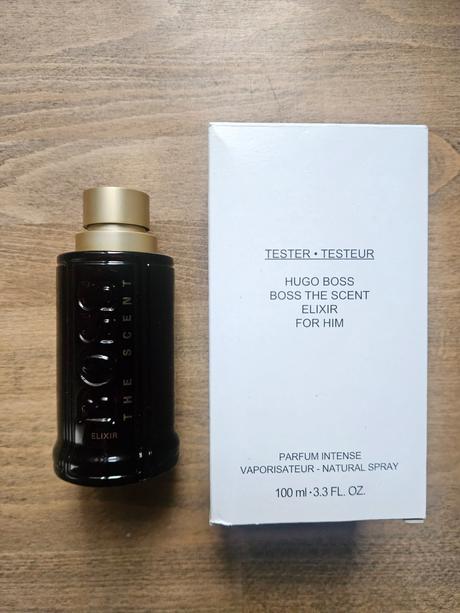 BOSS
THE SCENT
ELIXIR
TESTER • TESTEUR
HUGO BOSS
BOSS THE SCENT
ELIXIR
FOR HIM
PARFUM INTENSE
VAPORISATEUR - NATURAL SPRAY
100 ml • 3.3 FL. OZ.